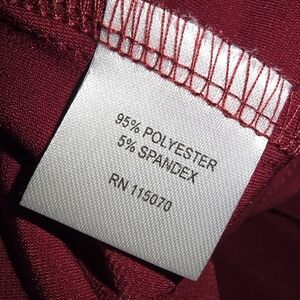 95% POLYESTER
5% SPANDEX
RN 115070